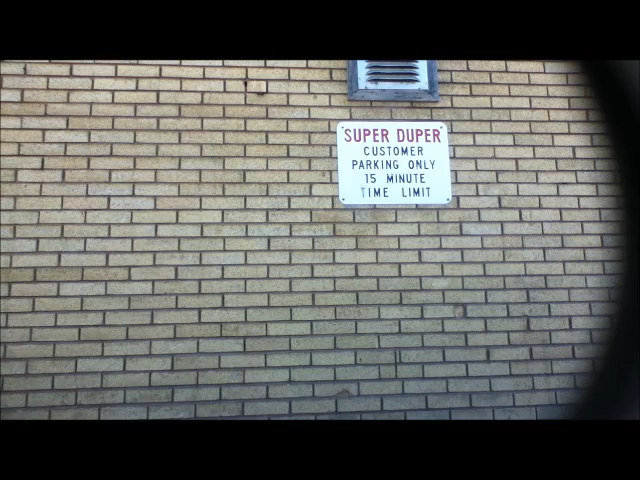 SUPER DUPER
CUSTOMER
PARKING ONLY
15 MINUTE
TIME LIMIT